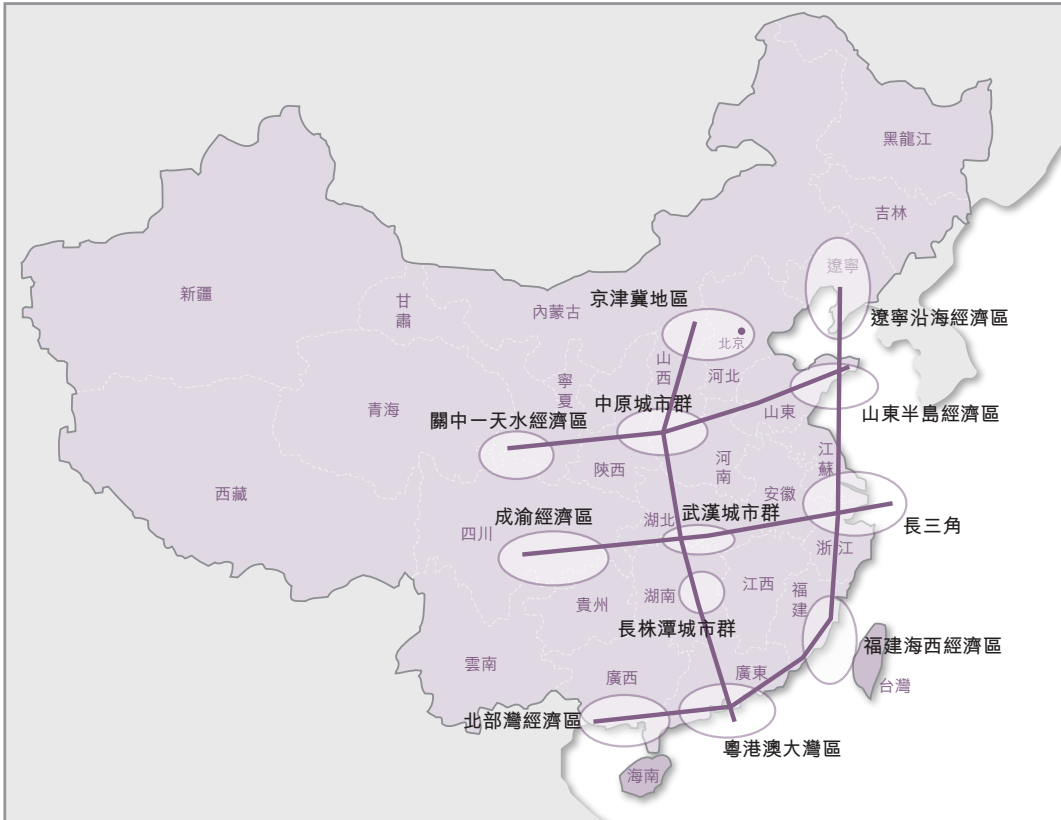 黑龍江
吉林
遼寧
新疆
甘肅
內蒙古
京津冀地區
遼寧沿海經濟區
北京
山西
河北
寧夏
青海
中原城市群
山東
山東半島經濟區
關中一天水經濟區
江蘇
陝西
河南
西藏
安徽
成渝經濟區
湖北
武漢城市群
長三角
四川
浙江
江西
福建
貴州
湖南
長株潭城市群
福建海西經濟區
雲南
廣西
廣東
台灣
北部灣經濟區
粵港澳大灣區
海南